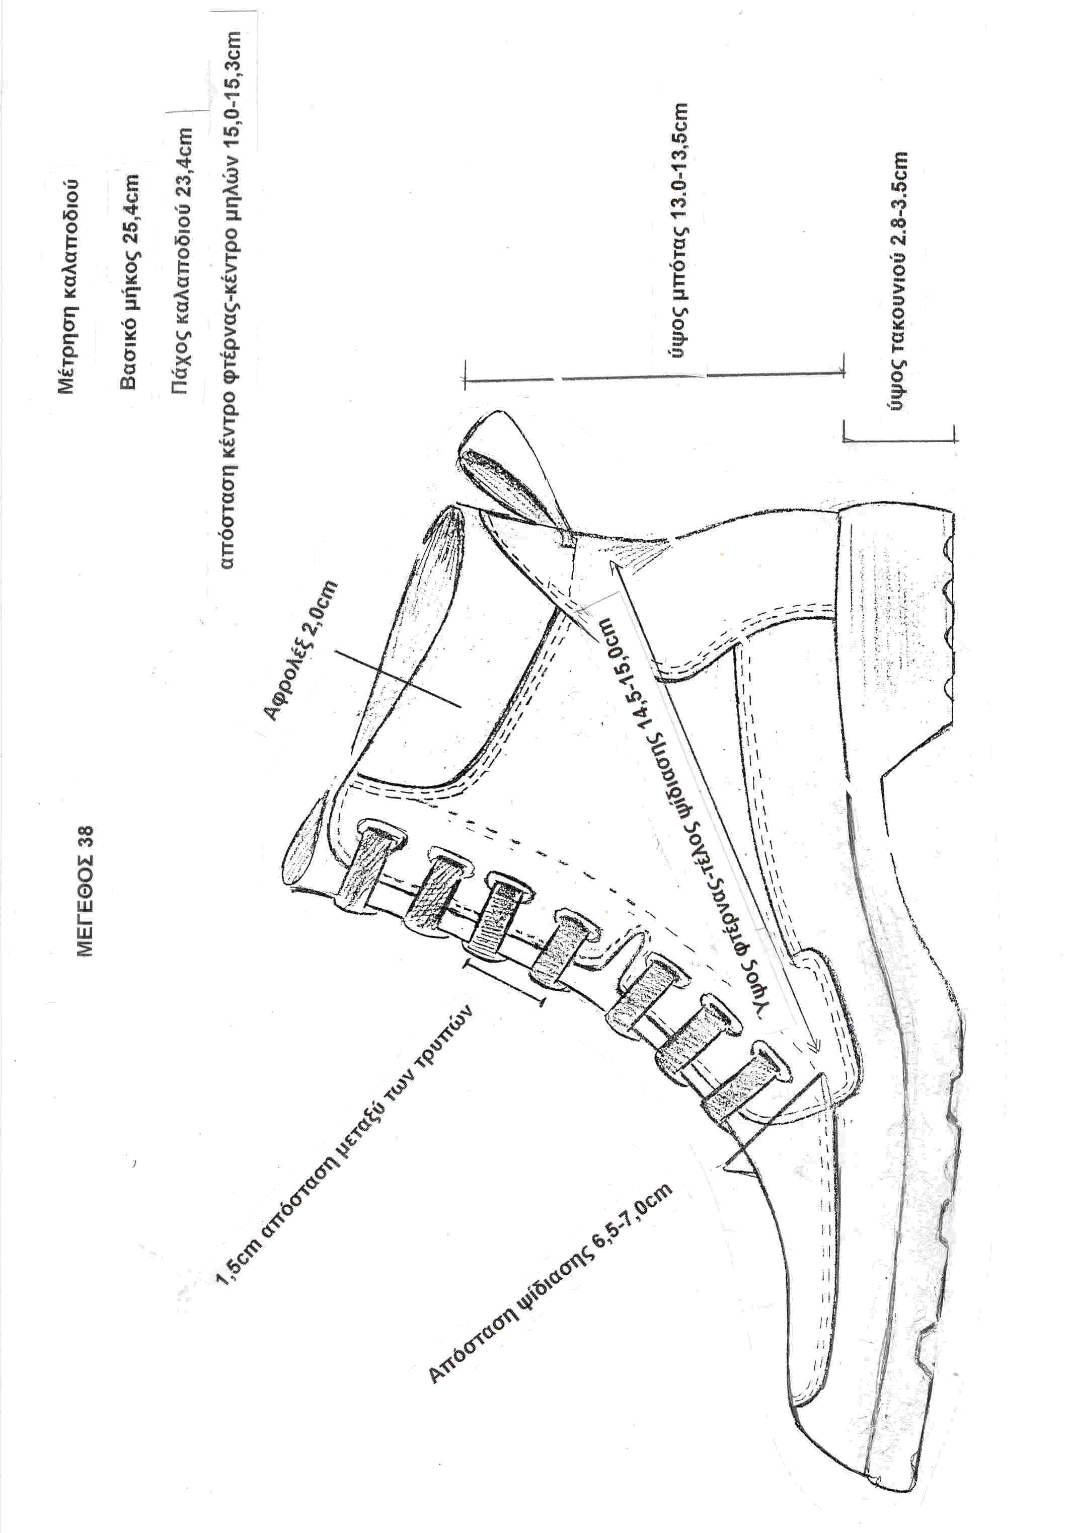 Μέτρηση καλαποδιού
Βασικό μήκος 25,4cm
Πάχος καλαποδιού 23,4cm
απόσταση κέντρο φτέρνας-κέντρο μηλών 15,0-15,3cm
ΜΕΓΕΘΟΣ 38
Αφρολέξ 2,0cm
ύψος μπότας 13.0-13,5cm
ύψος τακουνιού 2.8-3.5cm
Υψος φτέρνας-τέλος ψίδιασης 14,5-15,0cm
1,5cm απόσταση μεταξύ των τρυπών
Απόσταση ψίδιασης 6,5-7,0cm